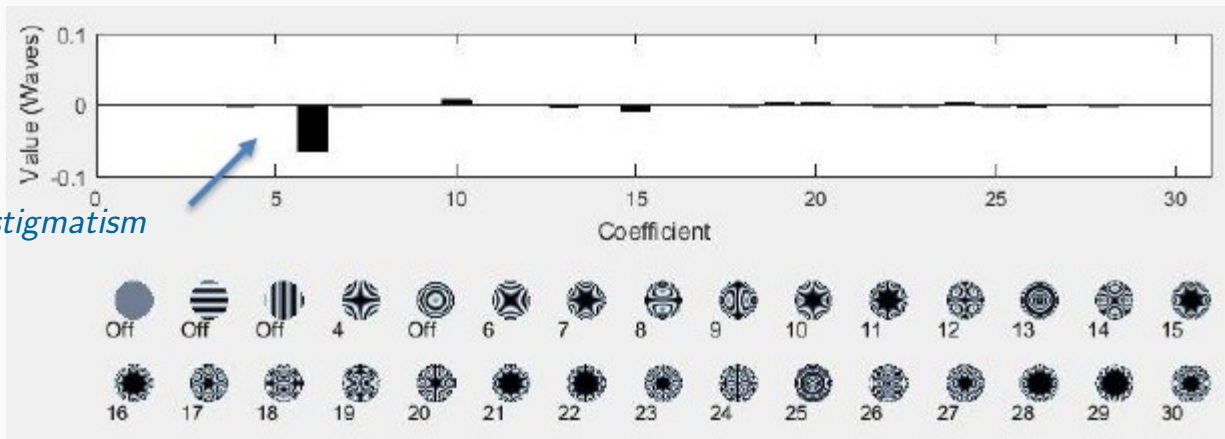 Value (Waves)
0.1
0
-0.1
0 5 10 15 20 25 30
stigmatism
Coefficient
Off Off Off 4 Off 6 7 8 9 10 11 12 13 14 15
16 17 18 19 20 21 22 23 24 25 26 27 28 29 30